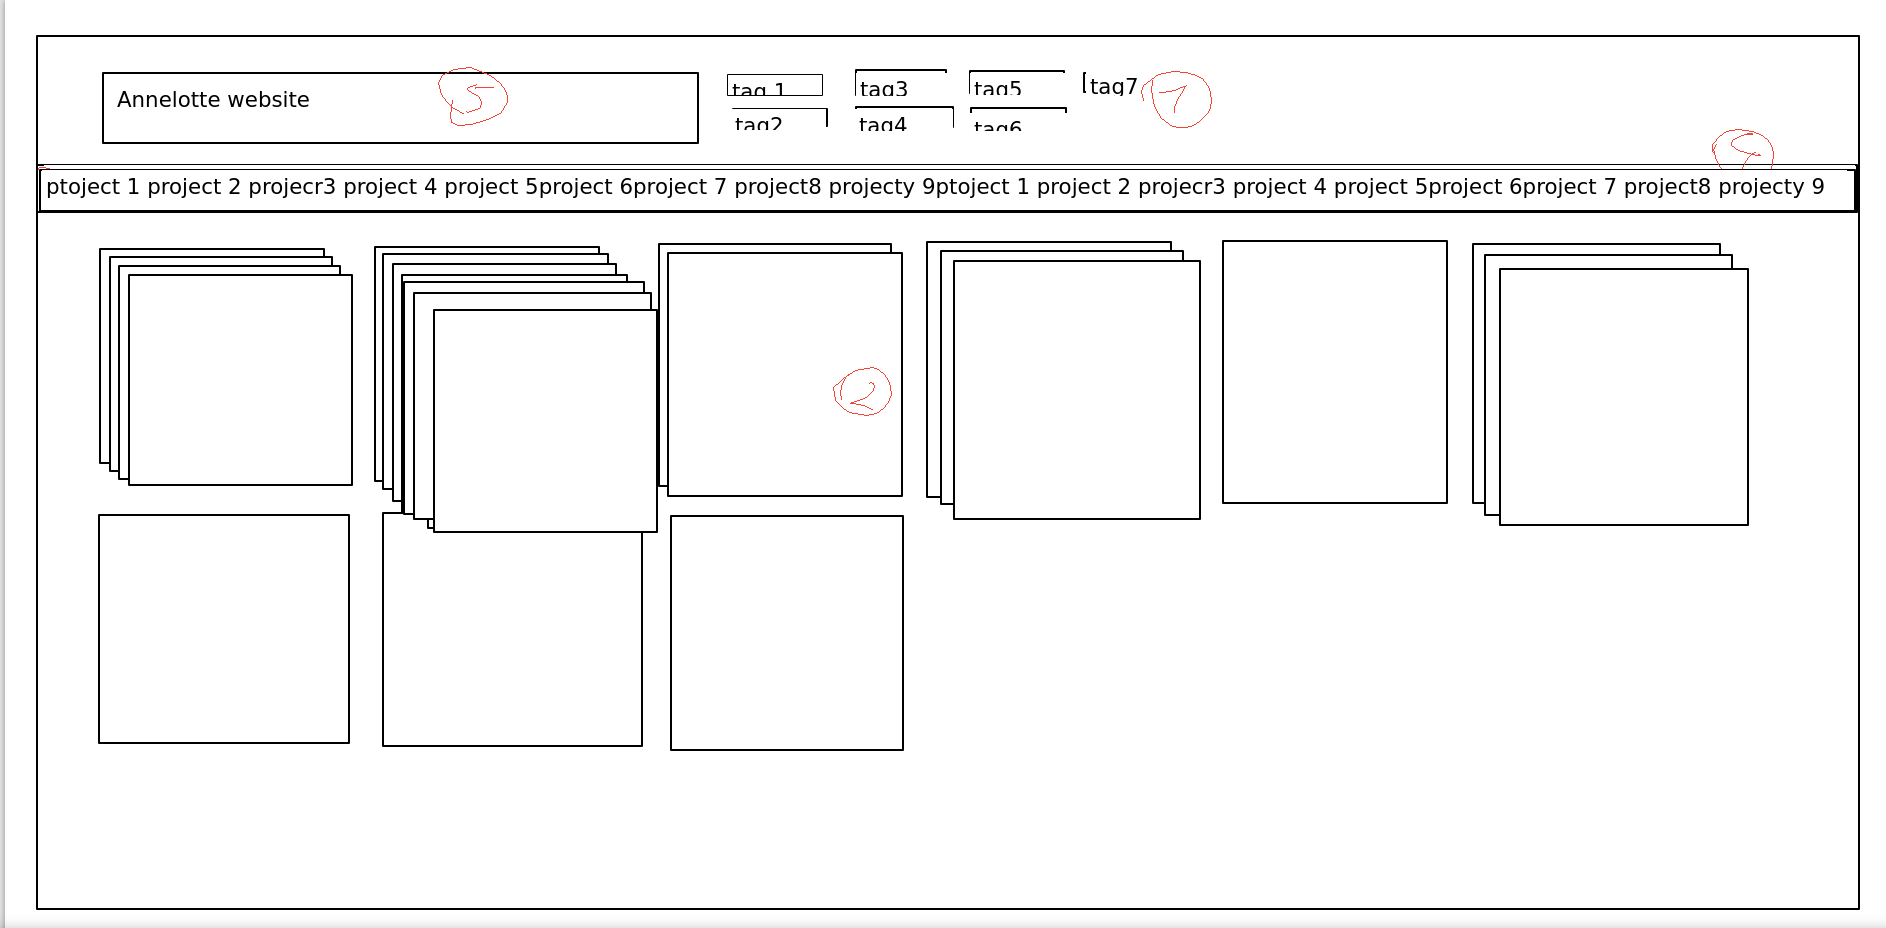 Annelotte website
5
tag 1
tag3
tag5
tag7
7
tag2
tag4
tag6
ptoject 1 project 2 projecr3 project 4 project 5project 6project 7 project8 projecty 9ptoject 1 project 2 projecr3 project 4 project 5project 6project 7 project8 projecty 9
2